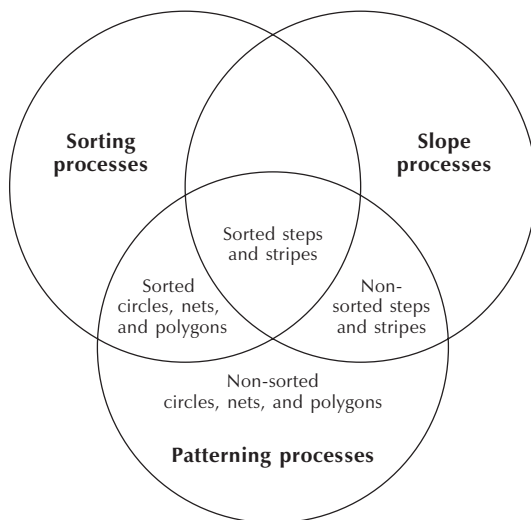 Sorting
processes
Slope
processes
Sorted steps
and stripes
Sorted
circles, nets,
and polygons
Non-
sorted steps
and stripes
Non-sorted
circles, nets, and polygons
Patterning processes